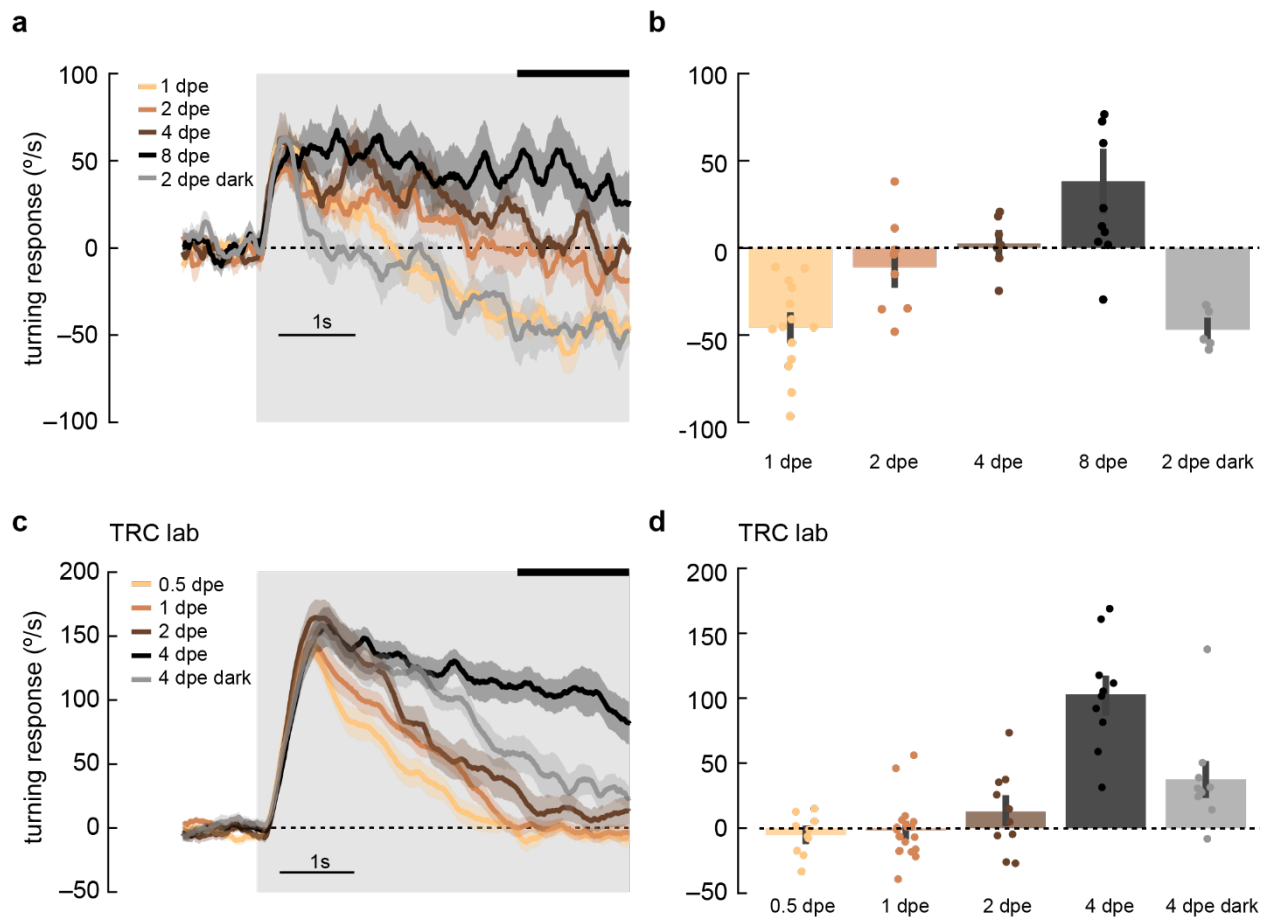 a
100
50
0
–50
–100
turning response (º/s)
1 dpe
2 dpe
4 dpe
8 dpe
2 dpe dark
1s
b
100
50
0
–50
-100
1 dpe
2 dpe
4 dpe
8 dpe
2 dpe dark
c
TRC lab
200
150
100
50
0
–50
turning response (º/s)
0.5 dpe
1 dpe
2 dpe
4 dpe
4 dpe dark
1s
d
TRC lab
200
150
100
50
0
–50
0.5 dpe
1 dpe
2 dpe
4 dpe
4 dpe dark